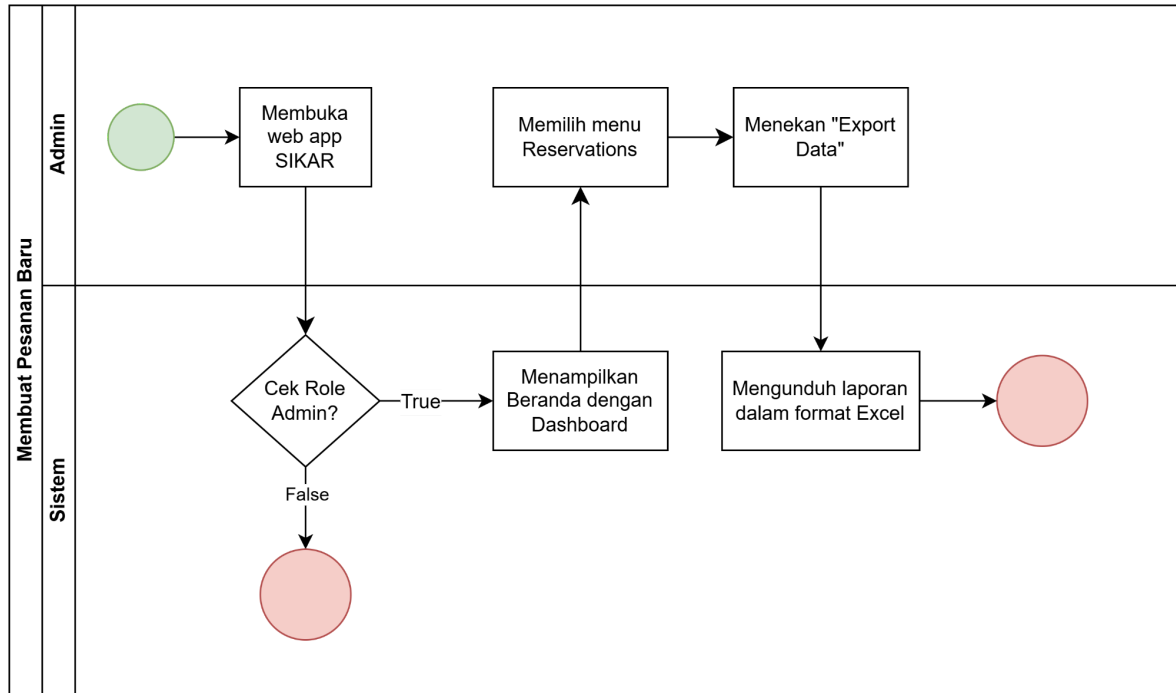 Membuat Pesanan Baru
Admin
Membuka
web app
SIKAR
Memilih menu
Reservations
Menekan "Export
Data"
Sistem
Cek Role
Admin?
True
False
Menampilkan
Beranda dengan
Dashboard
Mengunduh laporan
dalam format Excel